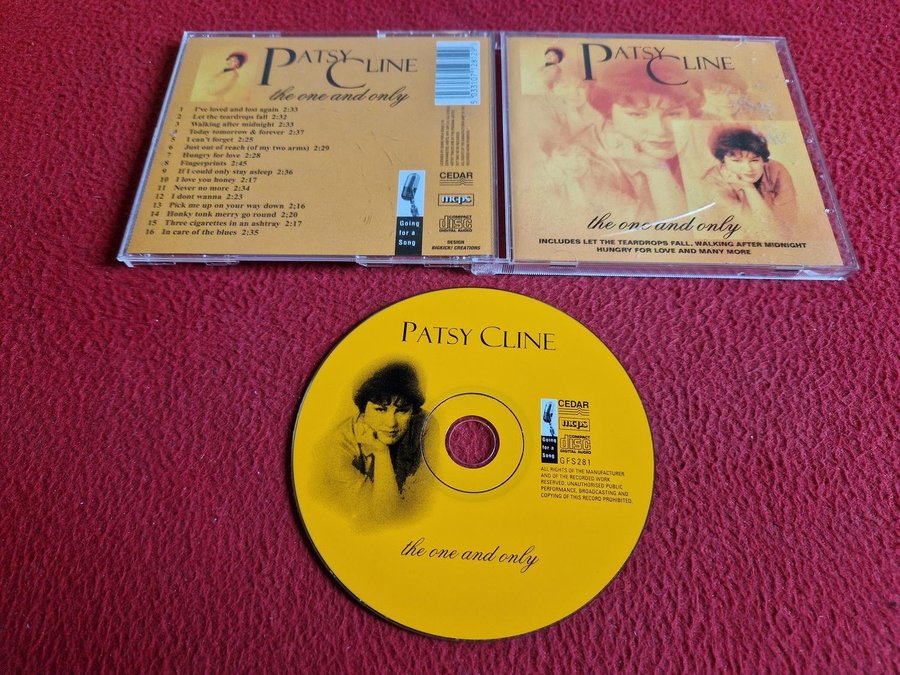 PATSY CLINE
the one and only
1 I've loved and lost again 2:33
2 Let the teardrops fall 2:32
3 Walking after midnight 2:33
4 Today tomorrow & forever 2:37
5 I can't forget 2:25
6 Just out of reach (of my two arms) 2:29
7 Hungry for love 2:28
8 Fingerprints 2:45
9 If I could only stay asleep 2:36
10 I love you honey 2:17
11 Never no more 2:34
12 I dont wanna 2:23
13 Pick me up on your way down 2:16
14 Honky tonk merry go round 2:20
15 Three cigarettes in an ashtray 2:17
16 In care of the blues 2:35
Going
for a
Song
CEDAR
mcps
COMPACT
disc
DIGITAL AUDIO
DESIGN
BIGKICK! CREATIONS
PATSY CLINE
the one and only
INCLUDES LET THE TEARDROPS FALL, WALKING AFTER MIDNIGHT
HUNGRY FOR LOVE AND MANY MORE
PATSY CLINE
CEDAR
mcps
COMPACT
disc
DIGITAL AUDIO
Going
for a
Song
GFS281
ALL RIGHTS OF THE MANUFACTURER
AND OF THE RECORDED WORK
RESERVED. UNAUTHORISED PUBLIC
PERFORMANCE, BROADCASTING AND
COPYING OF THIS RECORD PROHIBITED.
the one and only